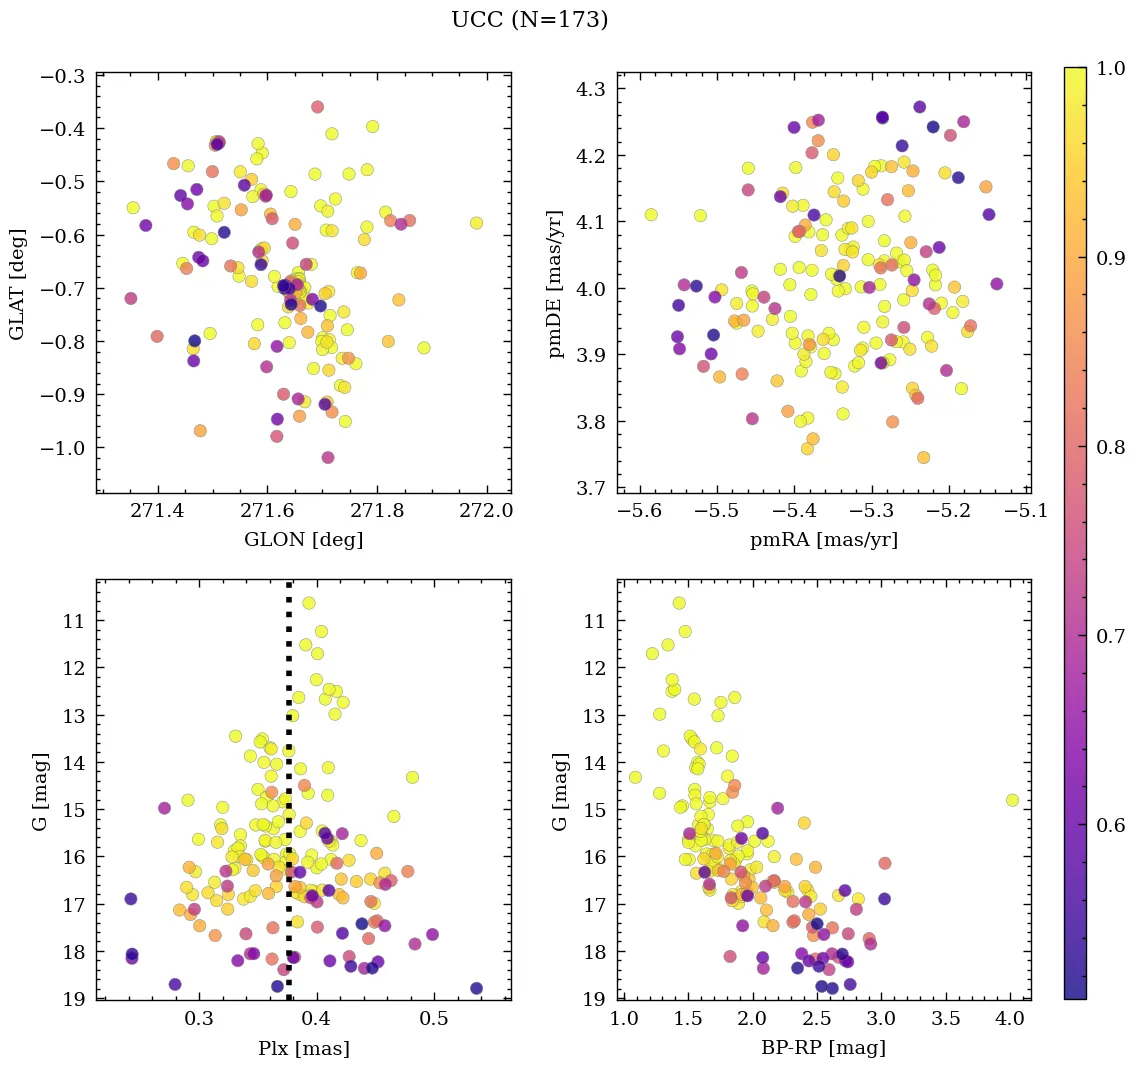 UCC (N=173)
−0.3
−0.4
−0.5
−0.6
−0.7
−0.8
−0.9
−1.0
GLAT [deg]
271.4 271.6 271.8 272.0
GLON [deg]
4.3
4.2
4.1
4.0
3.9
3.8
3.7
pmDE [mas/yr]
−5.6 −5.5 −5.4 −5.3 −5.2 −5.1
pmRA [mas/yr]
1.0
0.9
0.8
0.7
0.6
11
12
13
14
15
16
17
18
19
G [mag]
0.3 0.4 0.5
Plx [mas]
11
12
13
14
15
16
17
18
19
G [mag]
1.0 1.5 2.0 2.5 3.0 3.5 4.0
BP-RP [mag]